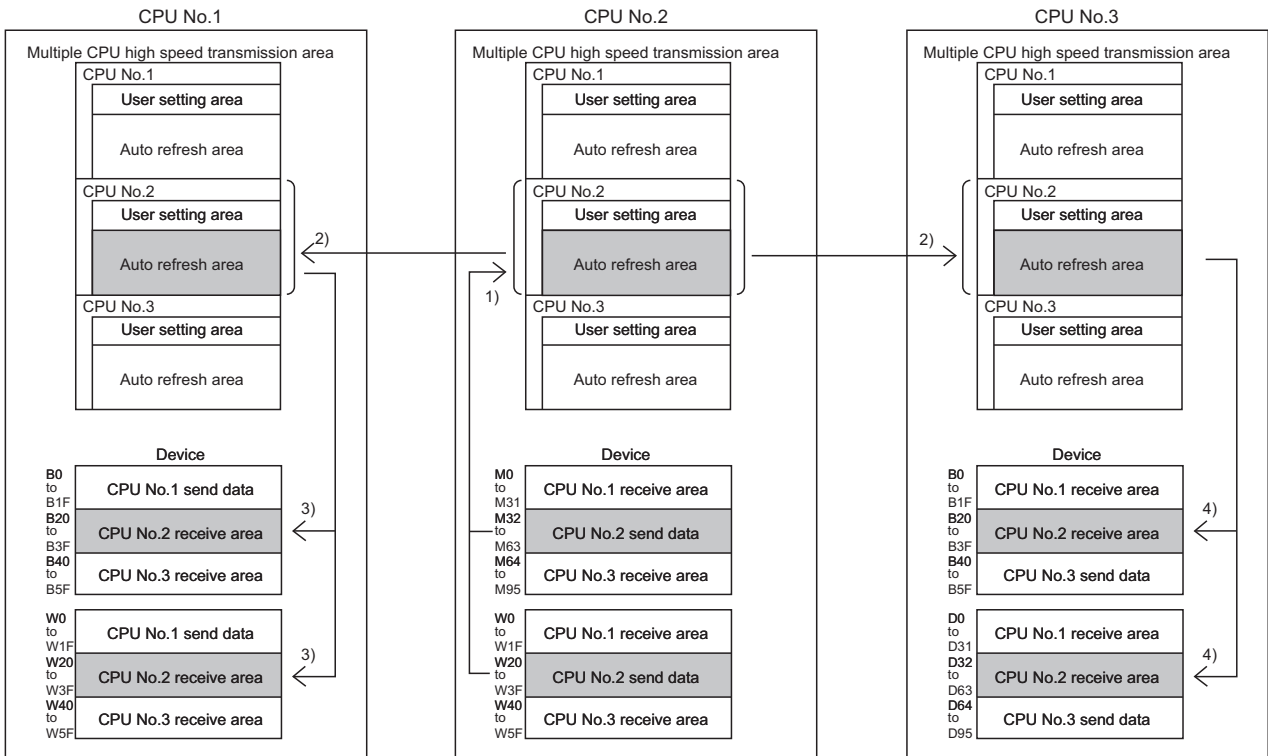 CPU No.1
Multiple CPU high speed transmission area
CPU No.1
User setting area
Auto refresh area
CPU No.2
User setting area
Auto refresh area
CPU No.3
User setting area
Auto refresh area
2)
Device
B0
to
B1F
CPU No.1 send data
B20
to
B3F
CPU No.2 receive area
B40
to
B5F
CPU No.3 receive area
3)
W0
to
W1F
CPU No.1 send data
W20
to
W3F
CPU No.2 receive area
W40
to
W5F
CPU No.3 receive area
3)
CPU No.2
Multiple CPU high speed transmission area
CPU No.1
User setting area
Auto refresh area
CPU No.2
User setting area
Auto refresh area
1)
CPU No.3
User setting area
Auto refresh area
Device
M0
to
M31
CPU No.1 receive area
M32
to
M63
CPU No.2 send data
M64
to
M95
CPU No.3 receive area
W0
to
W1F
CPU No.1 receive area
W20
to
W3F
CPU No.2 send data
W40
to
W5F
CPU No.3 receive area
CPU No.3
Multiple CPU high speed transmission area
CPU No.1
User setting area
Auto refresh area
2)
CPU No.2
User setting area
Auto refresh area
CPU No.3
User setting area
Auto refresh area
Device
B0
to
B1F
CPU No.1 receive area
B20
to
B3F
CPU No.2 receive area
B40
to
B5F
CPU No.3 send data
4)
D0
to
D31
CPU No.1 receive area
D32
to
D63
CPU No.2 receive area
D64
to
D95
CPU No.3 send data
4)